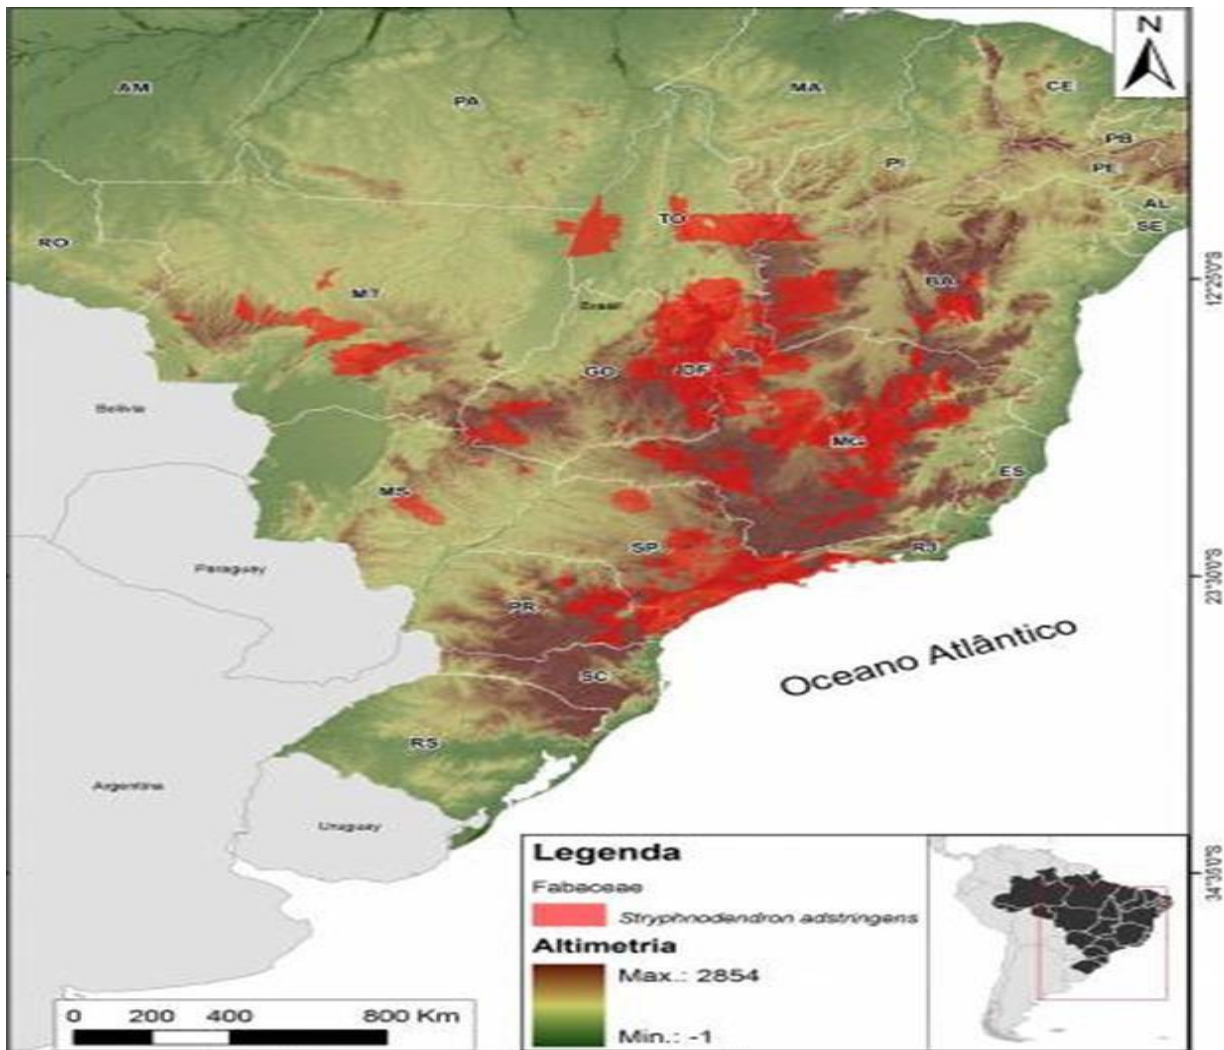 N
AM
PA
MA
CE
PB
PI
PE
AL
TO
SE
RO
12°25'0"S
MT
BA
Brasil
GO
DF
Bolívia
MG
ES
MS
SP
RJ
Paraguay
23°30'0"S
PR
Oceano Atlântico
SC
RS
Argentina
Uruguay
Legenda
Fabaceae
Stryphnodendron adstringens
34°35'0"S
Altimetria
Max.: 2854
Min.: -1
0 200 400 800 Km